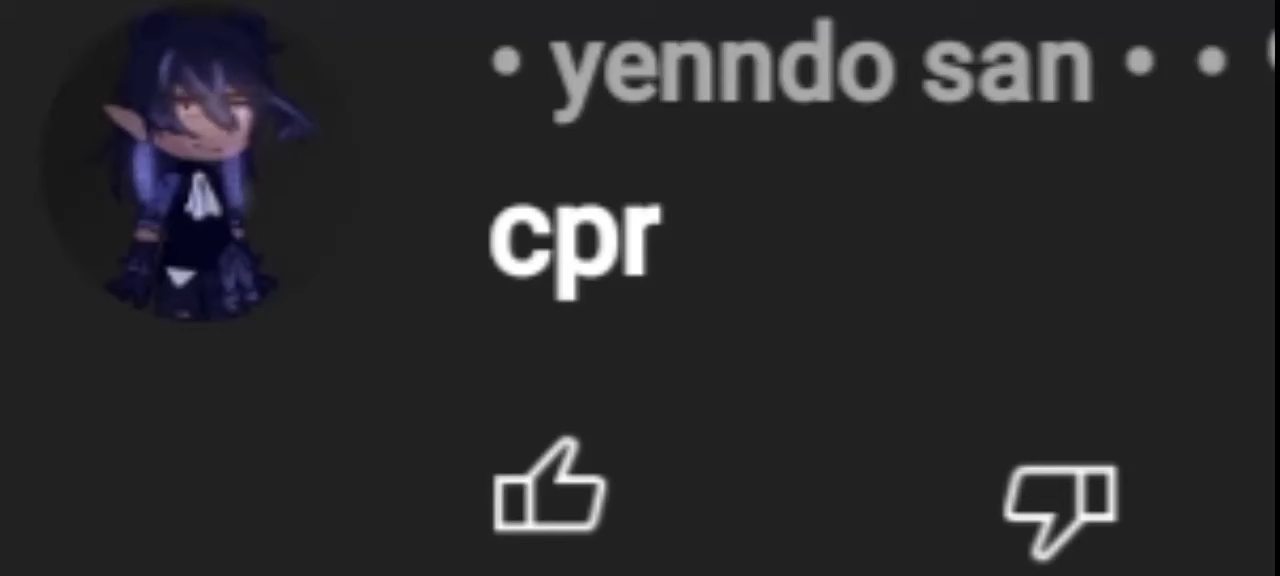 • yenndo san • •
cpr